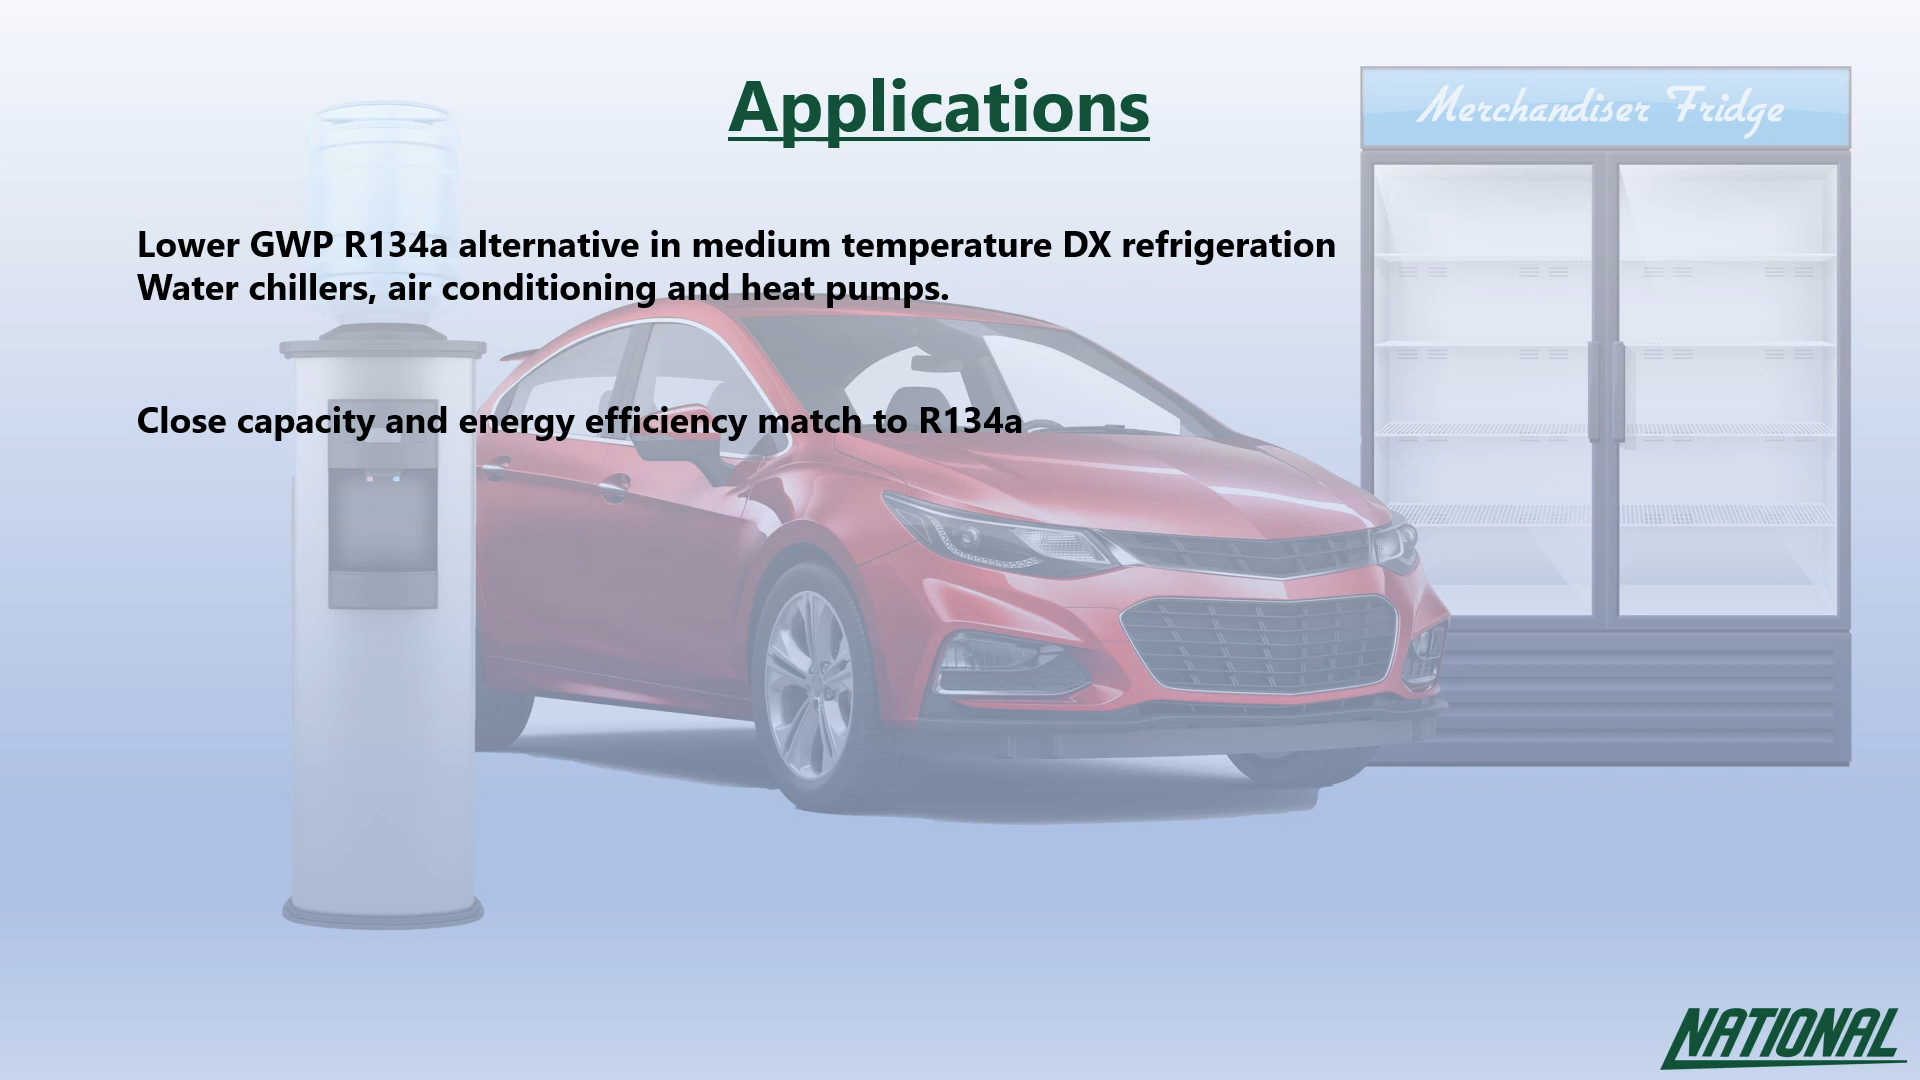 Applications
Merchandiser Fridge
Lower GWP R134a alternative in medium temperature DX refrigeration
Water chillers, air conditioning and heat pumps.
Close capacity and energy efficiency match to R134a
NATIONAL